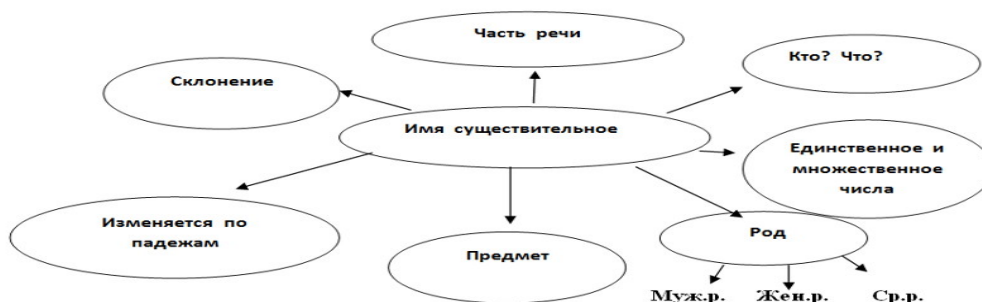 Часть речи
Кто? Что?
Склонение
Имя существительное
Единственное и
множественное
числа
Изменяется по
падежам
Род
Предмет
Муж.р. Жен.р. Ср.р.